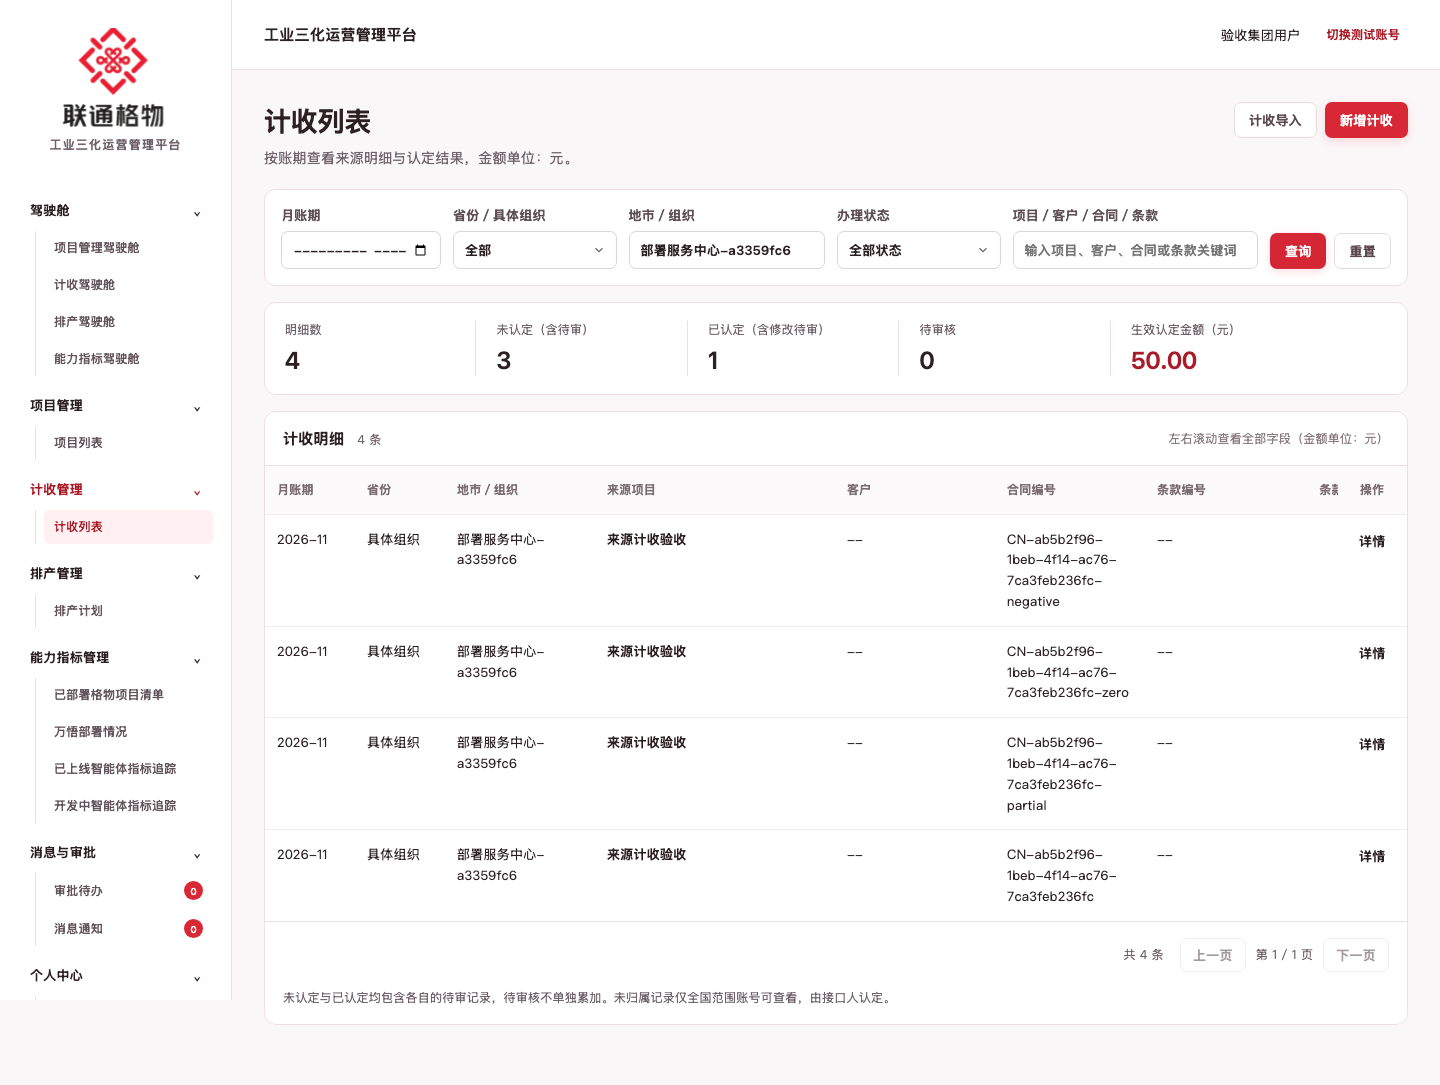 联通格物
工业三化运营管理平台
驾驶舱
项目管理驾驶舱
计收驾驶舱
排产驾驶舱
能力指标驾驶舱
项目管理
项目列表
计收管理
计收列表
排产管理
排产计划
能力指标管理
已部署格物项目清单
万悟部署情况
已上线智能体指标追踪
开发中智能体指标追踪
消息与审批
审批待办 0
消息通知 0
个人中心
工业三化运营管理平台
验收集团用户 切换测试账号
计收列表
计收导入 新增计收
按账期查看来源明细与认定结果，金额单位：元。
月账期 省份 / 具体组织 地市 / 组织 办理状态 项目 / 客户 / 合同 / 条款
--------- ---- 全部 部署服务中心-a3359fc6 全部状态 输入项目、客户、合同或条款关键词 查询 重置
明细数 未认定（含待审） 已认定（含修改待审） 待审核 生效认定金额（元）
4 3 1 0 50.00
计收明细 4 条 左右滚动查看全部字段（金额单位：元）
月账期 省份 地市 / 组织 来源项目 客户 合同编号 条款编号 条 操作
2026-11 具体组织 部署服务中心- 来源计收验收 -- CN-ab5b2f96- -- 详情
a3359fc6 1beb-4f14-ac76-
7ca3feb236fc-
negative
2026-11 具体组织 部署服务中心- 来源计收验收 -- CN-ab5b2f96- -- 详情
a3359fc6 1beb-4f14-ac76-
7ca3feb236fc-zero
2026-11 具体组织 部署服务中心- 来源计收验收 -- CN-ab5b2f96- -- 详情
a3359fc6 1beb-4f14-ac76-
7ca3feb236fc-
partial
2026-11 具体组织 部署服务中心- 来源计收验收 -- CN-ab5b2f96- -- 详情
a3359fc6 1beb-4f14-ac76-
7ca3feb236fc
共 4 条 上一页 第 1 / 1 页 下一页
未认定与已认定均包含各自的待审记录，待审核不单独累加。未归属记录仅全国范围账号可查看，由接口人认定。